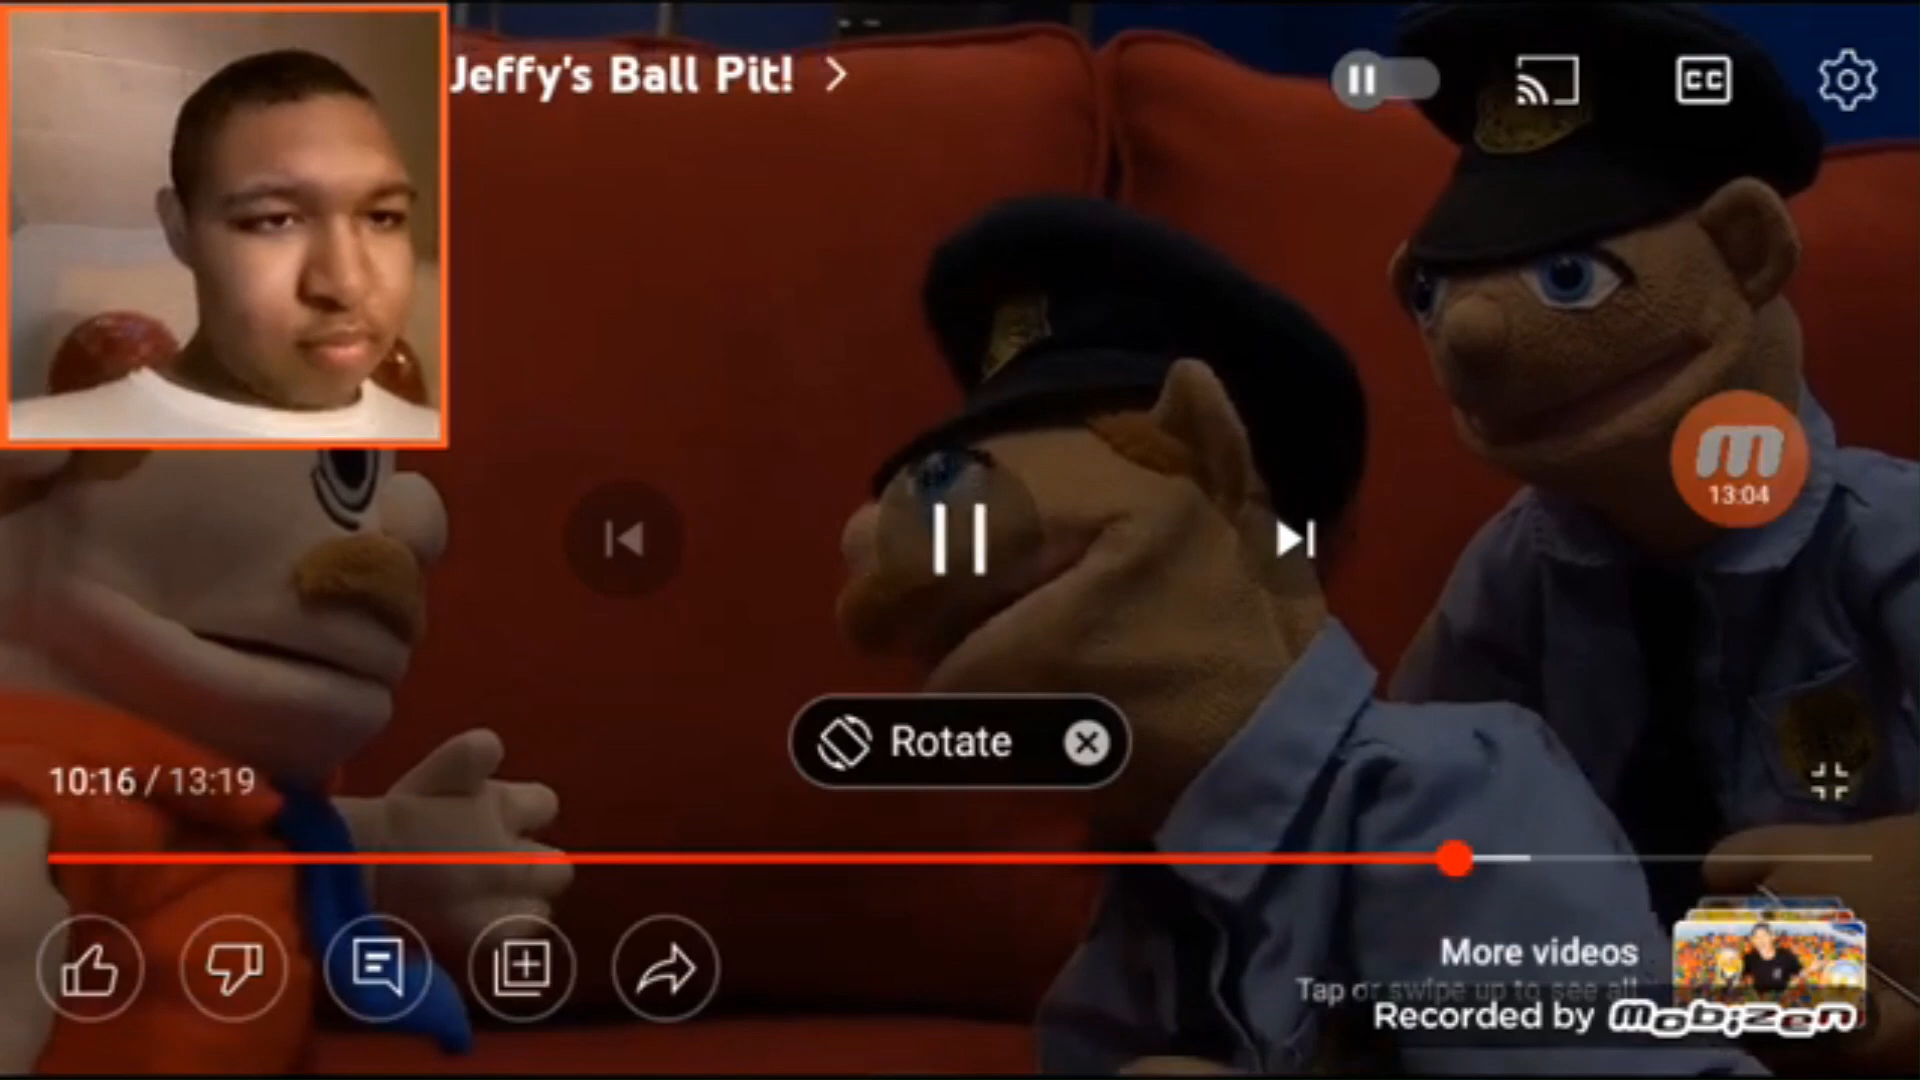 Jeffy's Ball Pit!
CC
m
13:04
Rotate
10:16 / 13:19
More videos
Tap or swipe up to see all
Recorded by mobizen